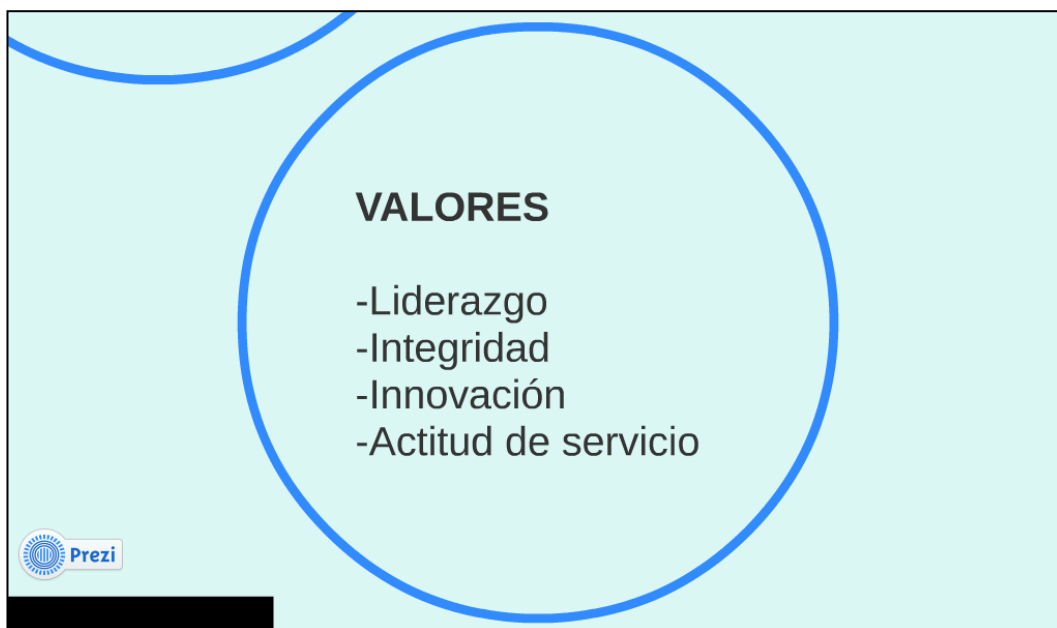 VALORES
-Liderazgo
-Integridad
-Innovación
-Actitud de servicio
Prezi